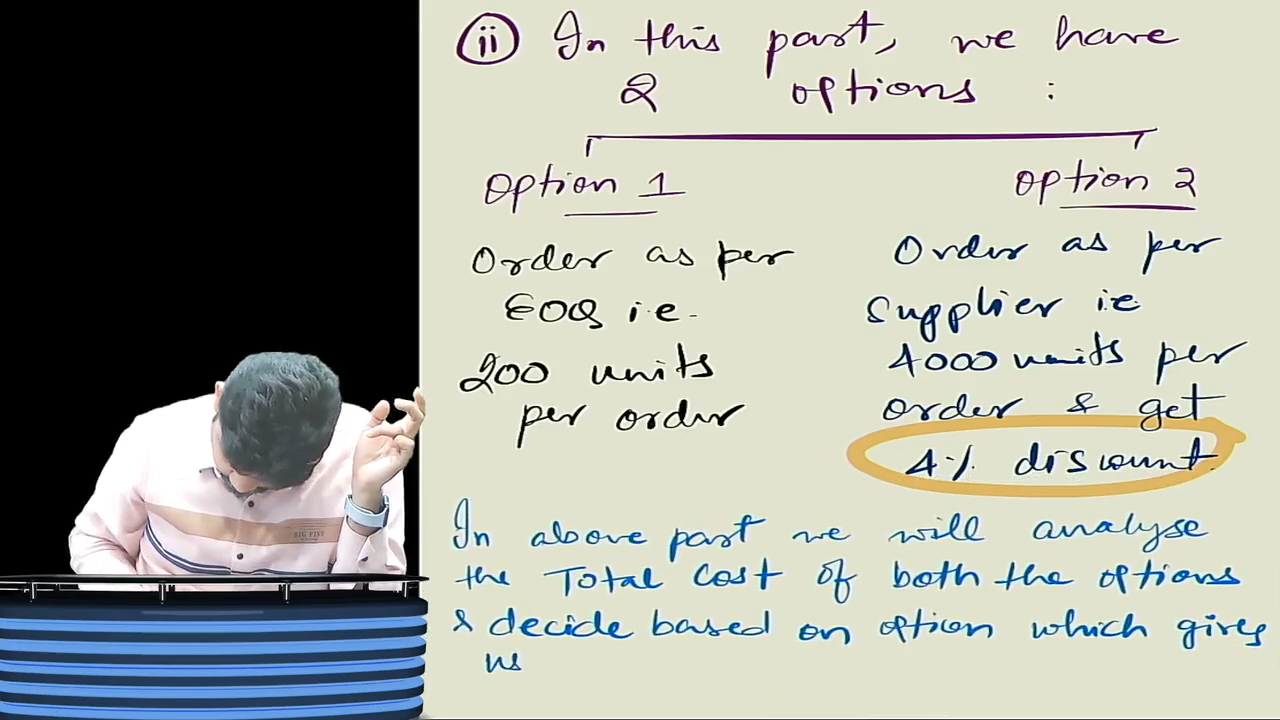 (ii) In this part, we have
2 options :
Option 1
Order as per
EOQ i.e.
200 units
per order
Option 2
Order as per
Supplier i.e
4000 units per
order & get
4% discount.
In above part we will analyse
the Total Cost of both the options
& decide based on option which gives
us
BIG FIST